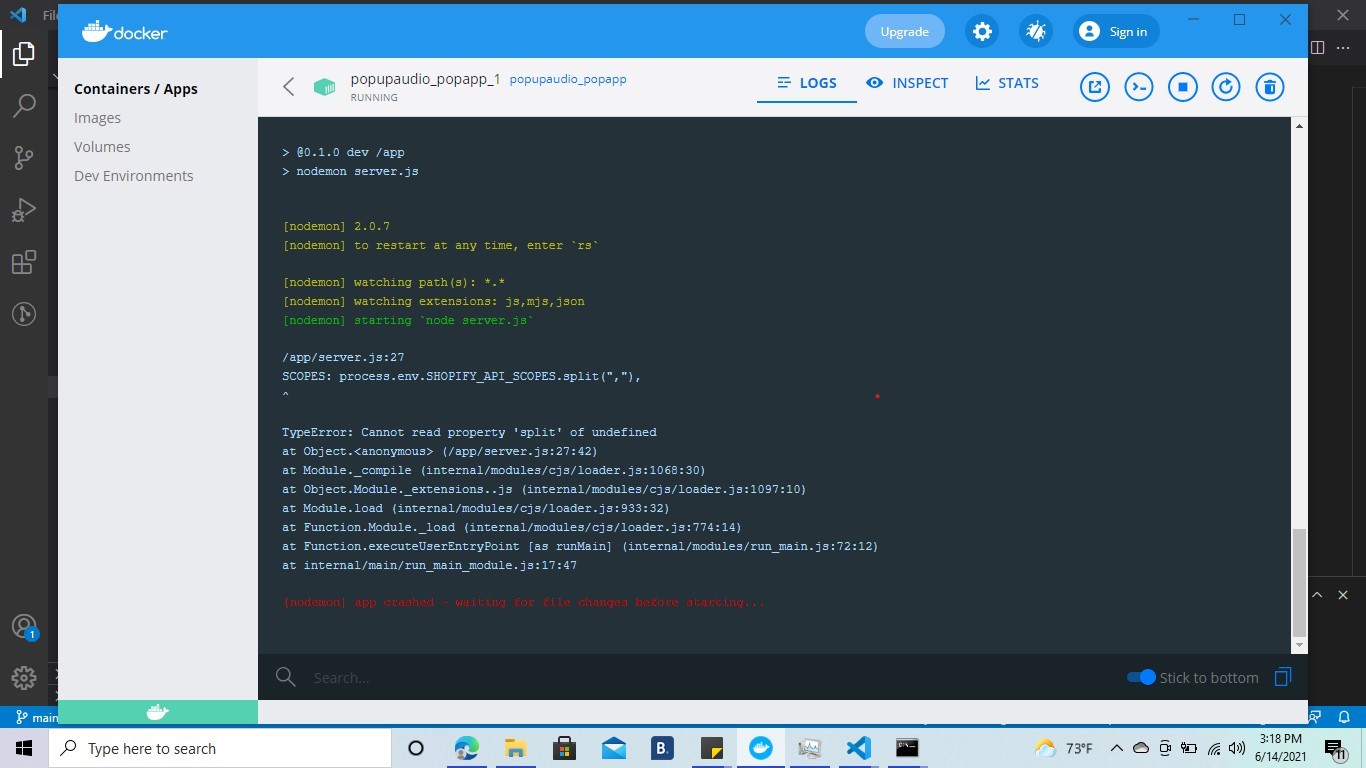 File
docker
Upgrade
Sign in
Containers / Apps
Images
Volumes
Dev Environments
popupaudio_popapp_1 popupaudio_popapp
RUNNING
LOGS
INSPECT
STATS
> @0.1.0 dev /app
> nodemon server.js
[nodemon] 2.0.7
[nodemon] to restart at any time, enter `rs`
[nodemon] watching path(s): *.*
[nodemon] watching extensions: js,mjs,json
[nodemon] starting `node server.js`
/app/server.js:27
SCOPES: process.env.SHOPIFY_API_SCOPES.split(","),
^
TypeError: Cannot read property 'split' of undefined
at Object.<anonymous> (/app/server.js:27:42)
at Module._compile (internal/modules/cjs/loader.js:1068:30)
at Object.Module._extensions..js (internal/modules/cjs/loader.js:1097:10)
at Module.load (internal/modules/cjs/loader.js:933:32)
at Function.Module._load (internal/modules/cjs/loader.js:774:14)
at Function.executeUserEntryPoint [as runMain] (internal/modules/run_main.js:72:12)
at internal/main/run_main_module.js:17:47
[nodemon] app crashed - waiting for file changes before starting...
Search...
Stick to bottom
1
main
Type here to search
B.
73°F
3:18 PM
6/14/2021
11